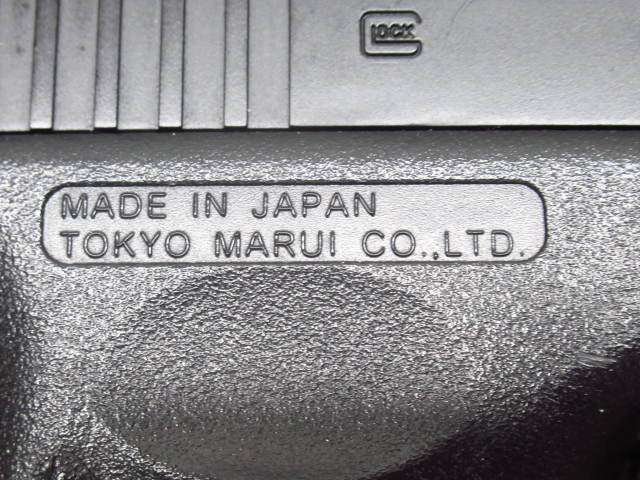 GLOCK
MADE IN JAPAN
TOKYO MARUI CO.,LTD.